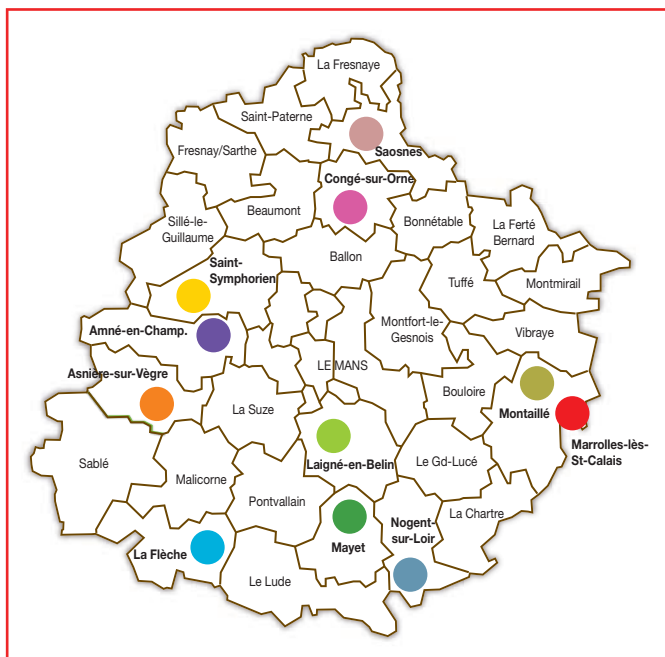 La Fresnaye
Saint-Paterne
Saosnes
Fresnay/Sarthe
Congé-sur-Orne
Beaumont
Bonnétable
Sillé-le-
Guillaume
La Ferté
Bernard
Ballon
Saint-
Symphorien
Tuffé
Montmirail
Amné-en-Champ.
Montfort-le-
Gesnois
Vibraye
Asnière-sur-Vègre
LE MANS
Bouloire
La Suze
Montaillé
Marrolles-lès-
St-Calais
Sablé
Laigné-en-Belin
Le Gd-Lucé
Malicorne
Pontvallain
La Chartre
Nogent-
sur-Loir
La Flèche
Mayet
Le Lude